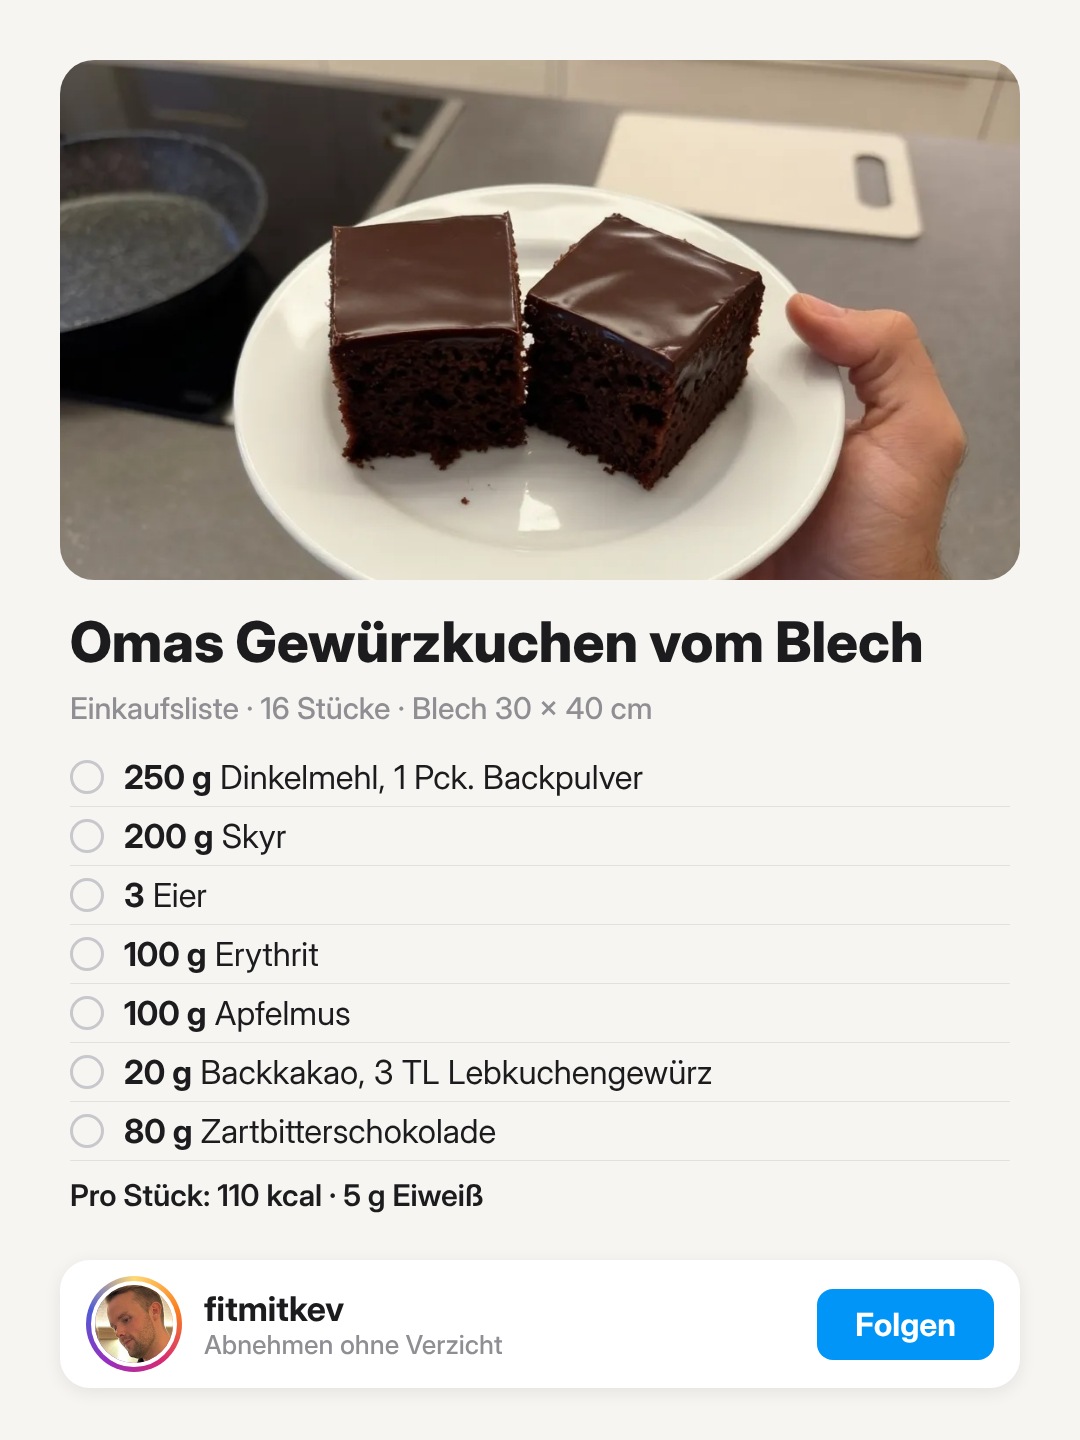 Omas Gewürzkuchen vom Blech
Einkaufsliste · 16 Stücke · Blech 30 × 40 cm
250 g Dinkelmehl, 1 Pck. Backpulver
200 g Skyr
3 Eier
100 g Erythrit
100 g Apfelmus
20 g Backkakao, 3 TL Lebkuchengewürz
80 g Zartbitterschokolade
Pro Stück: 110 kcal · 5 g Eiweiß
fitmitkev
Abnehmen ohne Verzicht
Folgen